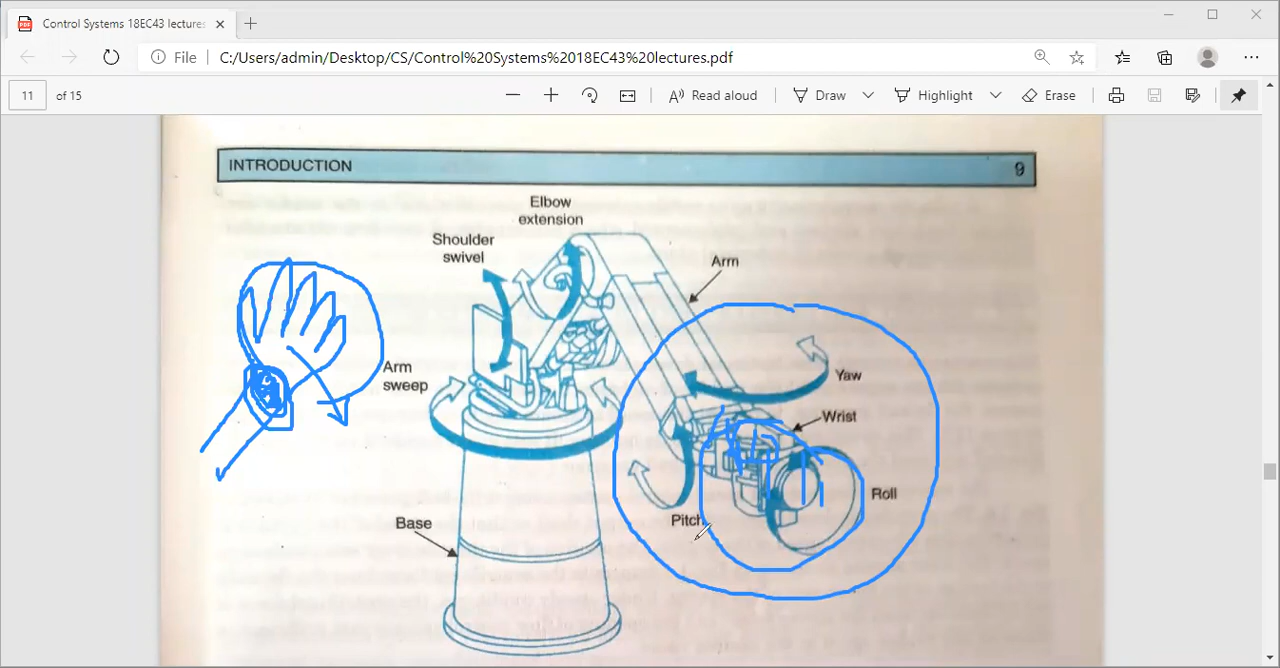 Control Systems 18EC43 lectures
File
C:/Users/admin/Desktop/CS/Control%20Systems%2018EC43%20lectures.pdf
11
of 15
Read aloud
Draw
Highlight
Erase
INTRODUCTION
9
Elbow
extension
Shoulder
swivel
Arm
Arm
sweep
Yaw
Wrist
Roll
Pitch
Base